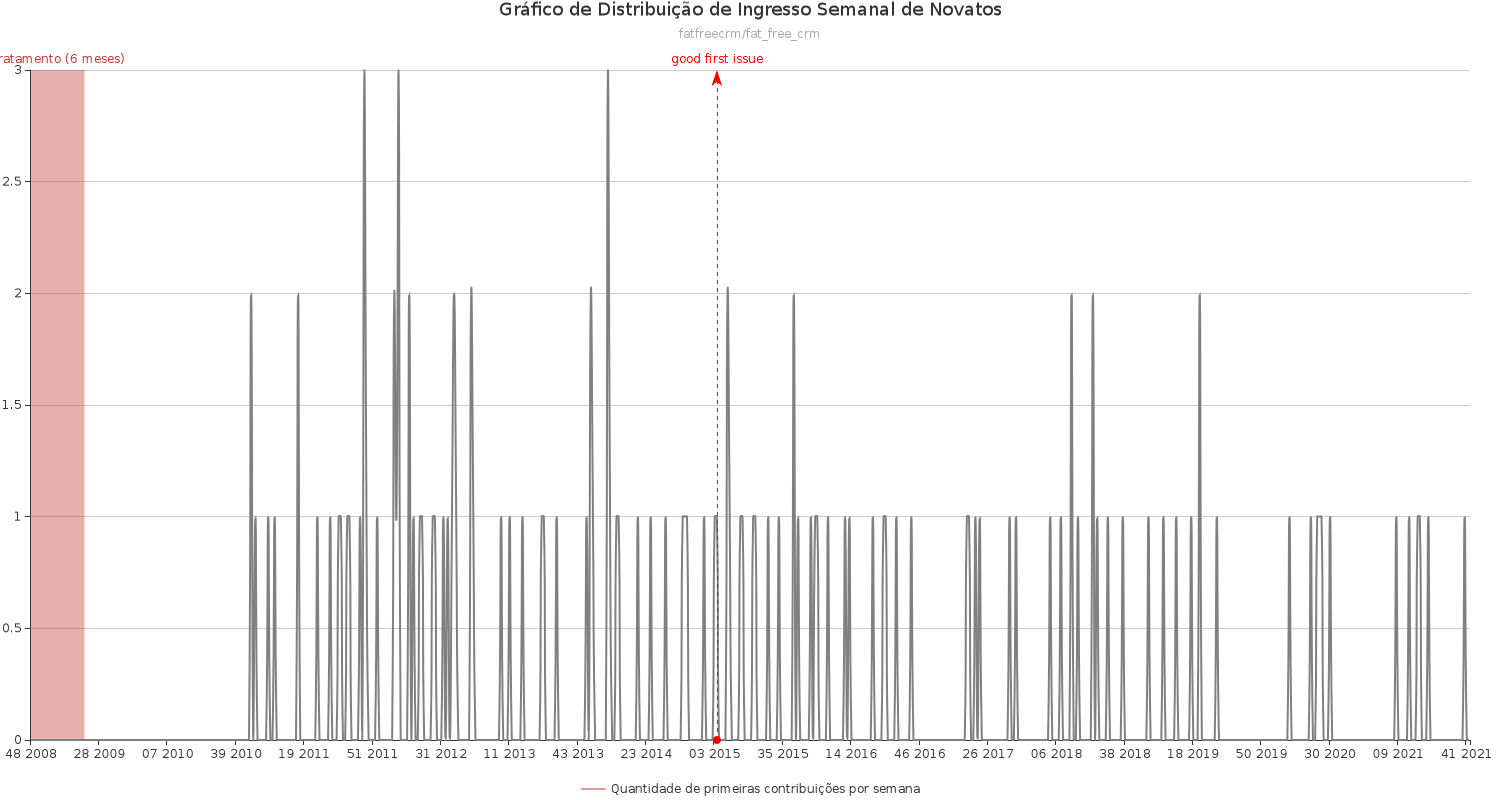 Gráfico de Distribuição de Ingresso Semanal de Novatos
fatfreecrm/fat_free_crm
ratamento (6 meses)
good first issue
3
2.5
2
1.5
1
0.5
0
48 2008 28 2009 07 2010 39 2010 19 2011 51 2011 31 2012 11 2013 43 2013 23 2014 03 2015 35 2015 14 2016 46 2016 26 2017 06 2018 38 2018 18 2019 50 2019 30 2020 09 2021 41 2021
Quantidade de primeiras contribuições por semana